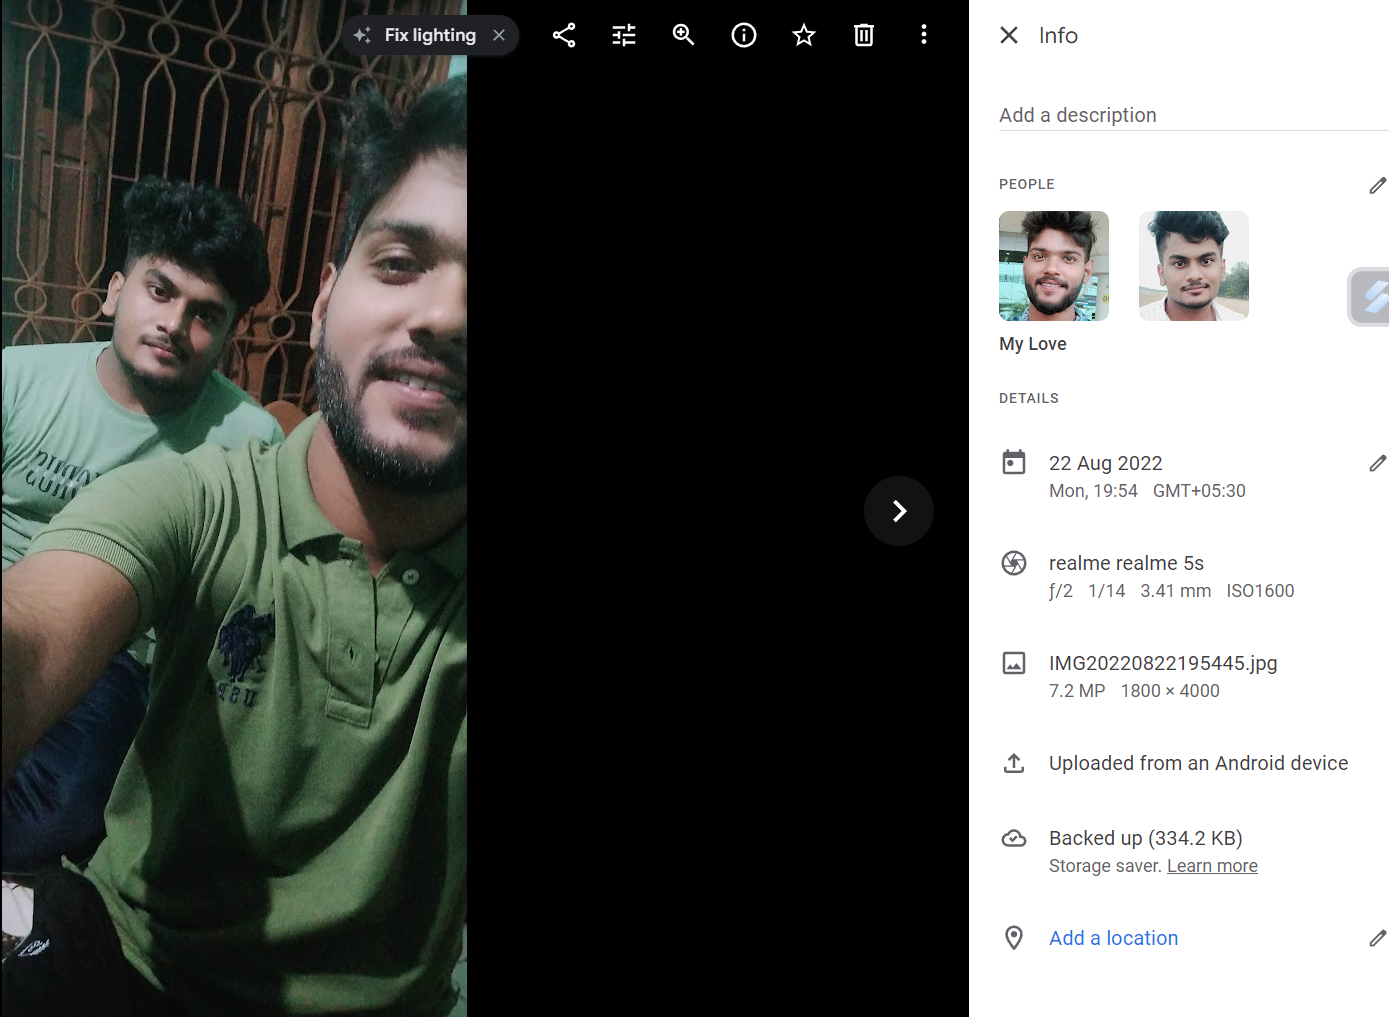 Fix lighting
Info
Add a description
PEOPLE
My Love
DETAILS
22 Aug 2022
Mon, 19:54 GMT+05:30
realme realme 5s
ƒ/2 1/14 3.41 mm ISO1600
IMG20220822195445.jpg
7.2 MP 1800 × 4000
Uploaded from an Android device
Backed up (334.2 KB)
Storage saver. Learn more
Add a location